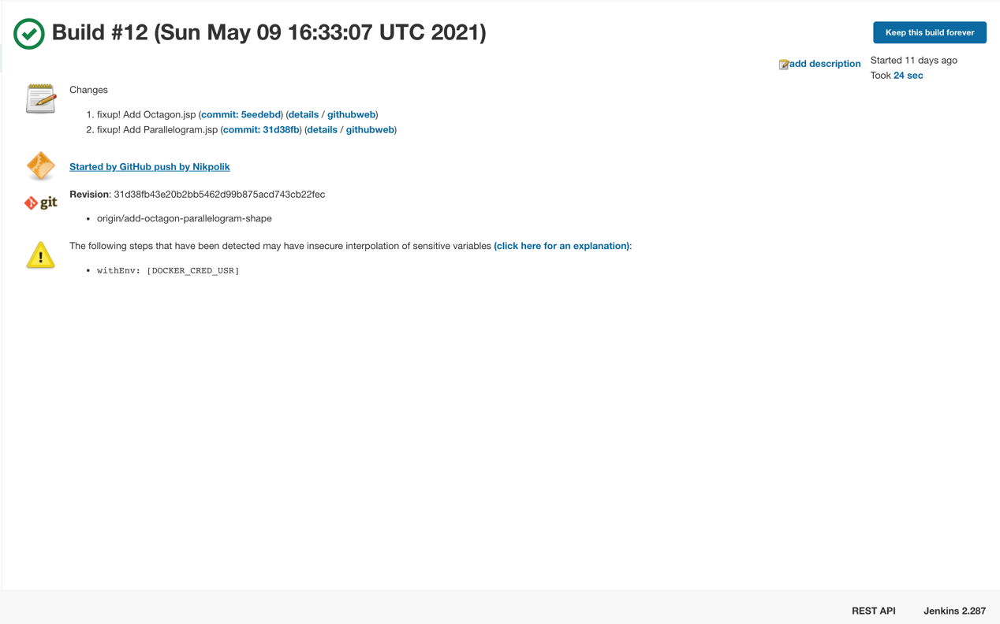 Build #12 (Sun May 09 16:33:07 UTC 2021)
Keep this build forever
add description
Started 11 days ago
Took 24 sec
Changes
1. fixup! Add Octagon.jsp (commit: 5eedebd) (details / githubweb)
2. fixup! Add Parallelogram.jsp (commit: 31d38fb) (details / githubweb)
Started by GitHub push by Nikpolik
git
Revision: 31d38fb43e20b2bb5462d99b875acd743cb22fec
• origin/add-octagon-parallelogram-shape
The following steps that have been detected may have insecure interpolation of sensitive variables (click here for an explanation):
• withEnv: [DOCKER_CRED_USR]
REST API
Jenkins 2.287